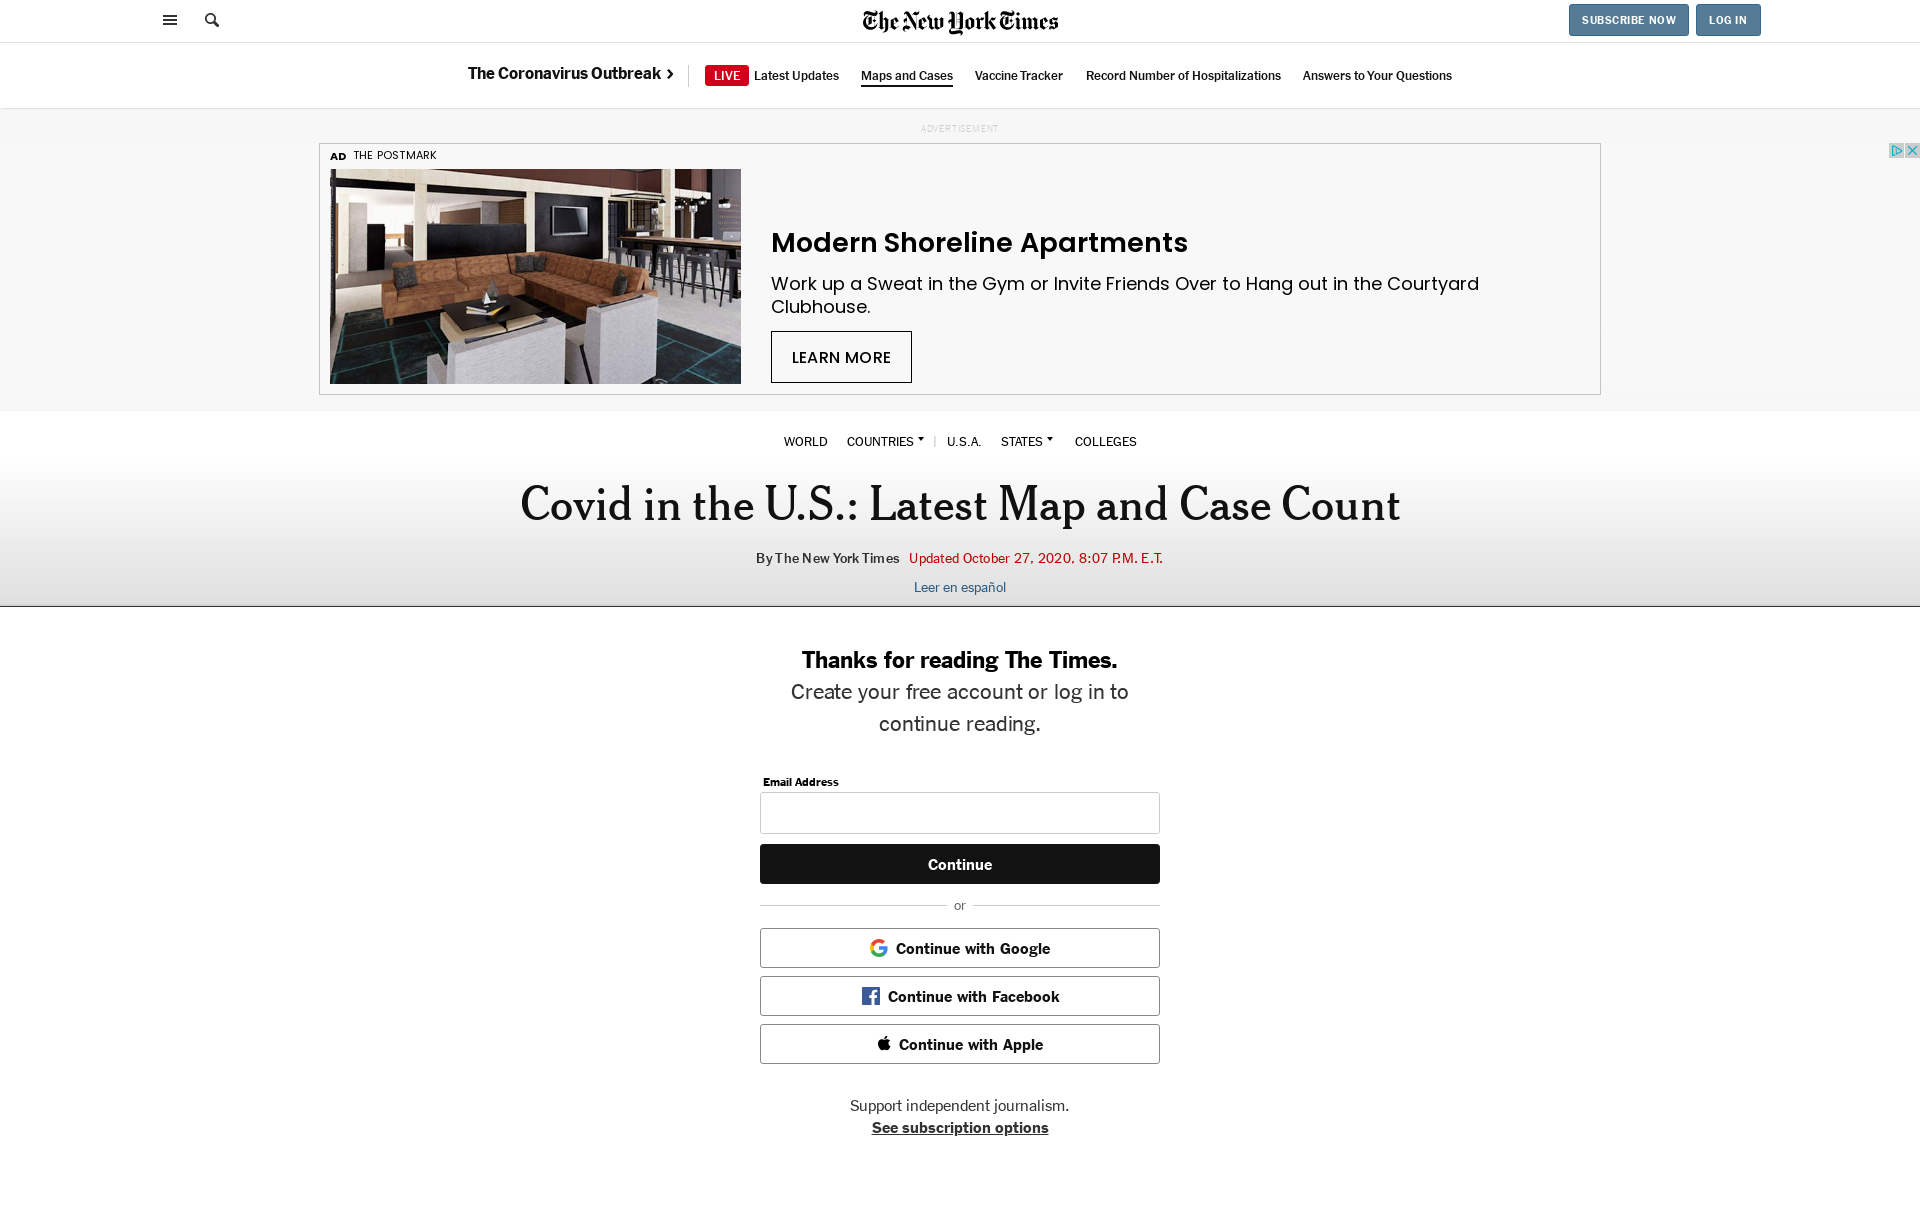 The New York Times
SUBSCRIBE NOW
LOG IN
The Coronavirus Outbreak
LIVE Latest Updates
Maps and Cases
Vaccine Tracker
Record Number of Hospitalizations
Answers to Your Questions
ADVERTISEMENT
AD THE POSTMARK
Modern Shoreline Apartments
Work up a Sweat in the Gym or Invite Friends Over to Hang out in the Courtyard
Clubhouse.
LEARN MORE
WORLD COUNTRIES | U.S.A. STATES COLLEGES
Covid in the U.S.: Latest Map and Case Count
By The New York Times Updated October 27, 2020, 8:07 P.M. E.T.
Leer en español
Thanks for reading The Times.
Create your free account or log in to
continue reading.
Email Address
Continue
or
Continue with Google
Continue with Facebook
Continue with Apple
Support independent journalism.
See subscription options